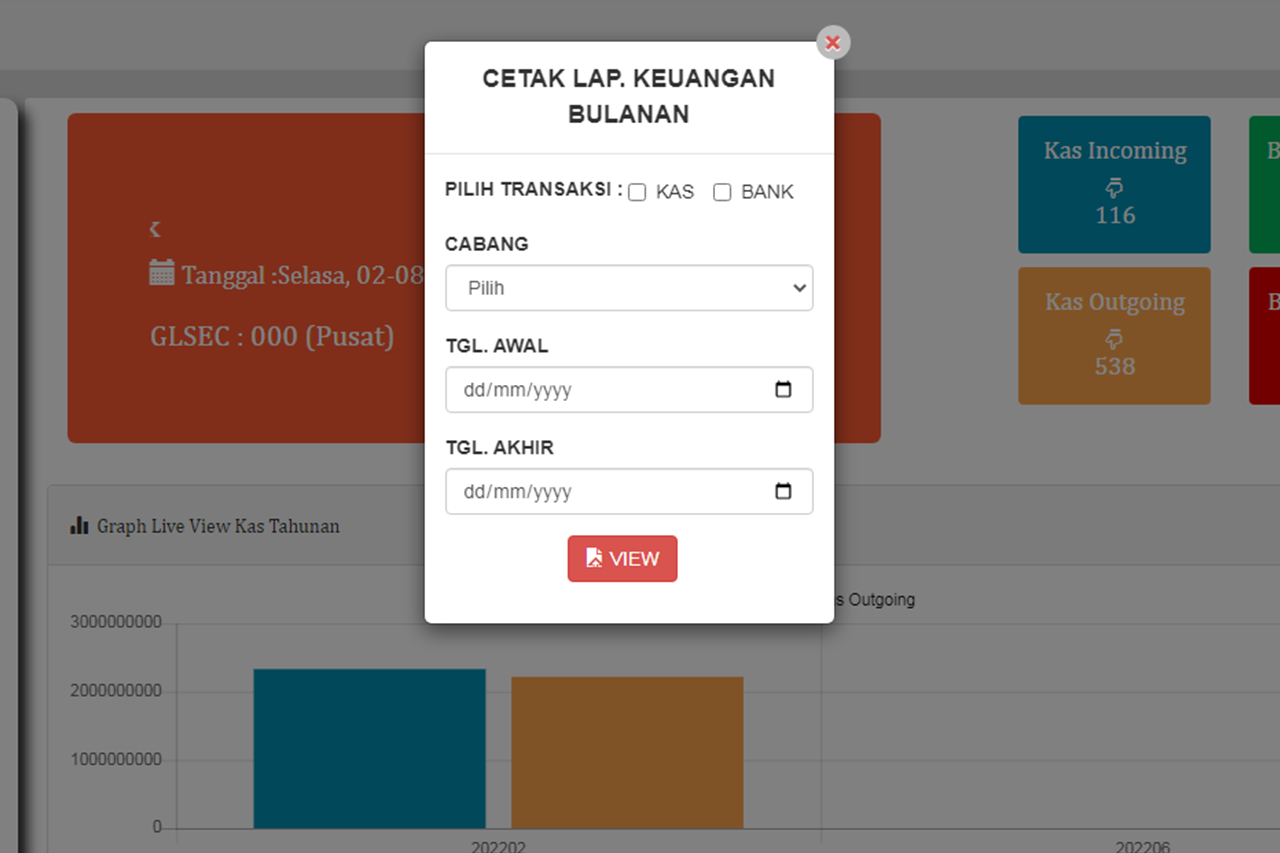 CETAK LAP. KEUANGAN
BULANAN
PILIH TRANSAKSI : KAS BANK
CABANG
Pilih
TGL. AWAL
dd/mm/yyyy
TGL. AKHIR
dd/mm/yyyy
VIEW
Tanggal :Selasa, 02-08
GLSEC : 000 (Pusat)
Kas Incoming
116
Kas Outgoing
538
Graph Live View Kas Tahunan
s Outgoing
3000000000
2000000000
1000000000
0
202202
202206